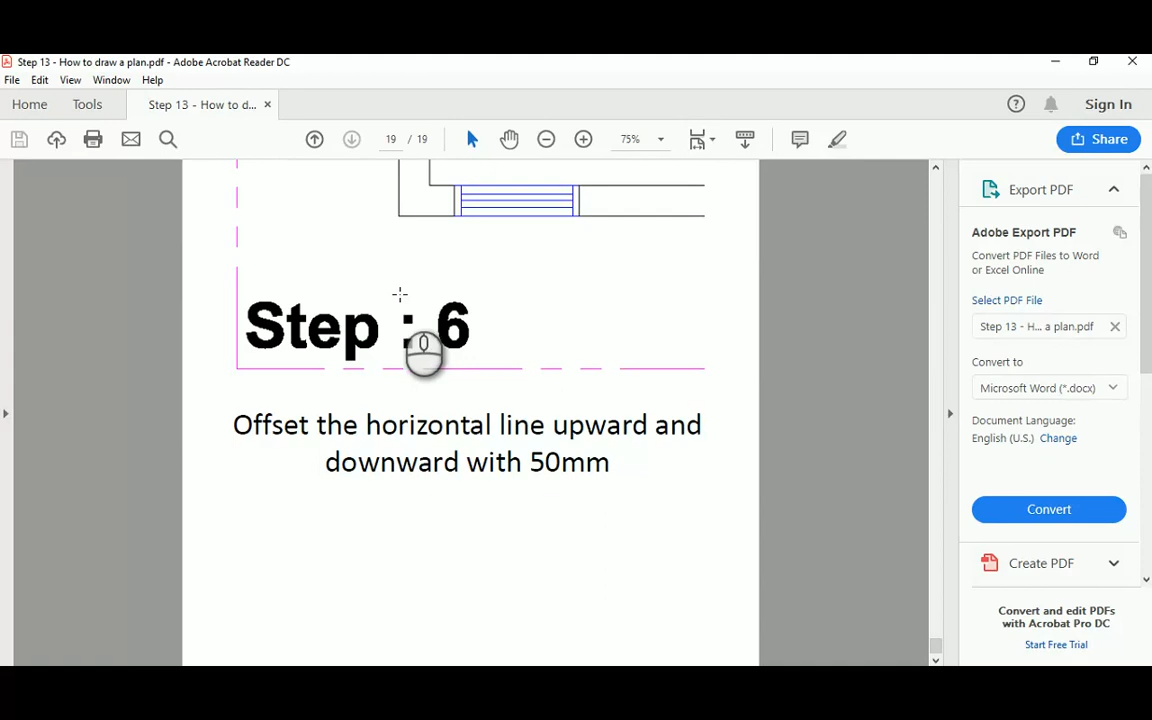 Step 13 - How to draw a plan.pdf - Adobe Acrobat Reader DC
File Edit View Window Help
Home Tools Step 13 - How to d... × Sign In
19 / 19 75% Share
Export PDF
Adobe Export PDF
Convert PDF Files to Word
or Excel Online
Select PDF File
Step 13 - H... a plan.pdf
Convert to
Microsoft Word (*.docx)
Document Language:
English (U.S.) Change
Convert
Create PDF
Convert and edit PDFs
with Acrobat Pro DC
Start Free Trial
Step : 6
Offset the horizontal line upward and
downward with 50mm